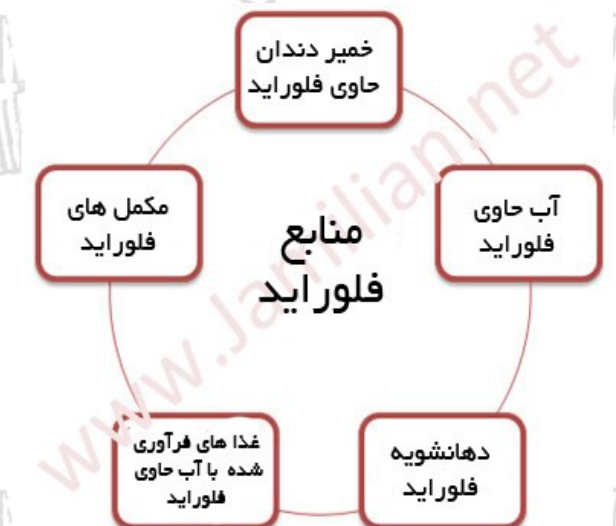 خمیر دندان
حاوی فلوراید
آب حاوی
فلوراید
دهانشویه
فلوراید
غذا های فرآوری
شده با آب حاوی
فلوراید
مکمل های
فلوراید
منابع
فلوراید
www.Jamilian.net